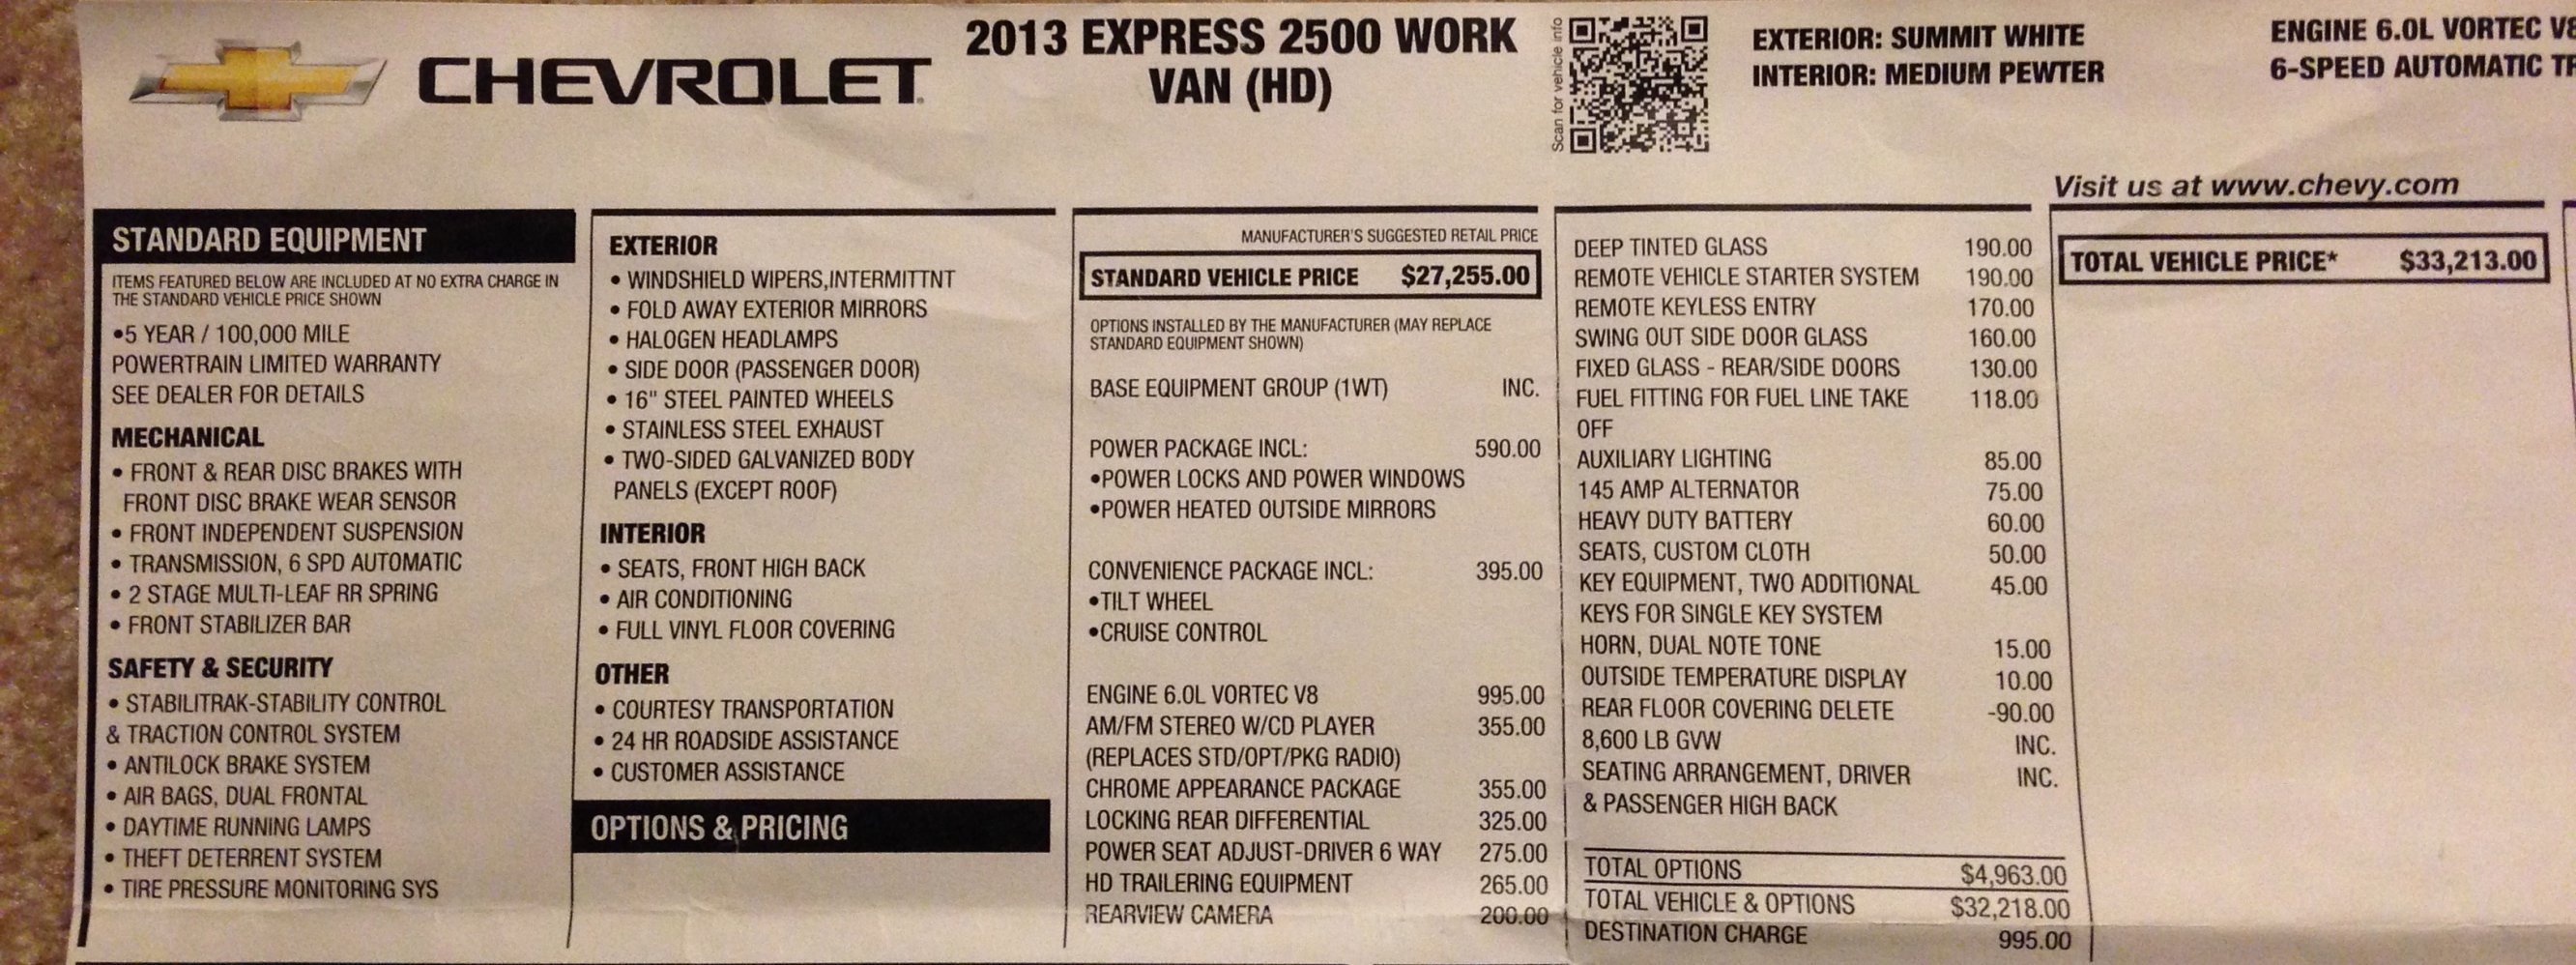 CHEVROLET
2013 EXPRESS 2500 WORK
VAN (HD)
Scan for vehicle info
EXTERIOR: SUMMIT WHITE
INTERIOR: MEDIUM PEWTER
ENGINE 6.0L VORTEC V8
6-SPEED AUTOMATIC
Visit us at www.chevy.com
STANDARD EQUIPMENT
ITEMS FEATURED BELOW ARE INCLUDED AT NO EXTRA CHARGE IN
THE STANDARD VEHICLE PRICE SHOWN
•5 YEAR / 100,000 MILE
POWERTRAIN LIMITED WARRANTY
SEE DEALER FOR DETAILS
MECHANICAL
• FRONT & REAR DISC BRAKES WITH
FRONT DISC BRAKE WEAR SENSOR
• FRONT INDEPENDENT SUSPENSION
• TRANSMISSION, 6 SPD AUTOMATIC
• 2 STAGE MULTI-LEAF RR SPRING
• FRONT STABILIZER BAR
SAFETY & SECURITY
• STABILITRAK-STABILITY CONTROL
& TRACTION CONTROL SYSTEM
• ANTILOCK BRAKE SYSTEM
• AIR BAGS, DUAL FRONTAL
• DAYTIME RUNNING LAMPS
• THEFT DETERRENT SYSTEM
• TIRE PRESSURE MONITORING SYS
EXTERIOR
• WINDSHIELD WIPERS,INTERMITTNT
• FOLD AWAY EXTERIOR MIRRORS
• HALOGEN HEADLAMPS
• SIDE DOOR (PASSENGER DOOR)
• 16" STEEL PAINTED WHEELS
• STAINLESS STEEL EXHAUST
• TWO-SIDED GALVANIZED BODY
PANELS (EXCEPT ROOF)
INTERIOR
• SEATS, FRONT HIGH BACK
• AIR CONDITIONING
• FULL VINYL FLOOR COVERING
OTHER
• COURTESY TRANSPORTATION
• 24 HR ROADSIDE ASSISTANCE
• CUSTOMER ASSISTANCE
OPTIONS & PRICING
MANUFACTURER'S SUGGESTED RETAIL PRICE
STANDARD VEHICLE PRICE $27,255.00
OPTIONS INSTALLED BY THE MANUFACTURER (MAY REPLACE
STANDARD EQUIPMENT SHOWN)
BASE EQUIPMENT GROUP (1WT) INC.
POWER PACKAGE INCL: 590.00
•POWER LOCKS AND POWER WINDOWS
•POWER HEATED OUTSIDE MIRRORS
CONVENIENCE PACKAGE INCL: 395.00
•TILT WHEEL
•CRUISE CONTROL
ENGINE 6.0L VORTEC V8 995.00
AM/FM STEREO W/CD PLAYER 355.00
(REPLACES STD/OPT/PKG RADIO)
CHROME APPEARANCE PACKAGE 355.00
LOCKING REAR DIFFERENTIAL 325.00
POWER SEAT ADJUST-DRIVER 6 WAY 275.00
HD TRAILERING EQUIPMENT 265.00
REARVIEW CAMERA 200.00
DEEP TINTED GLASS 190.00
REMOTE VEHICLE STARTER SYSTEM 190.00
REMOTE KEYLESS ENTRY 170.00
SWING OUT SIDE DOOR GLASS 160.00
FIXED GLASS - REAR/SIDE DOORS 130.00
FUEL FITTING FOR FUEL LINE TAKE 118.00
OFF
AUXILIARY LIGHTING 85.00
145 AMP ALTERNATOR 75.00
HEAVY DUTY BATTERY 60.00
SEATS, CUSTOM CLOTH 50.00
KEY EQUIPMENT, TWO ADDITIONAL 45.00
KEYS FOR SINGLE KEY SYSTEM
HORN, DUAL NOTE TONE 15.00
OUTSIDE TEMPERATURE DISPLAY 10.00
REAR FLOOR COVERING DELETE -90.00
8,600 LB GVW INC.
SEATING ARRANGEMENT, DRIVER INC.
& PASSENGER HIGH BACK
TOTAL OPTIONS $4,963.00
TOTAL VEHICLE & OPTIONS $32,218.00
DESTINATION CHARGE 995.00
TOTAL VEHICLE PRICE* $33,213.00